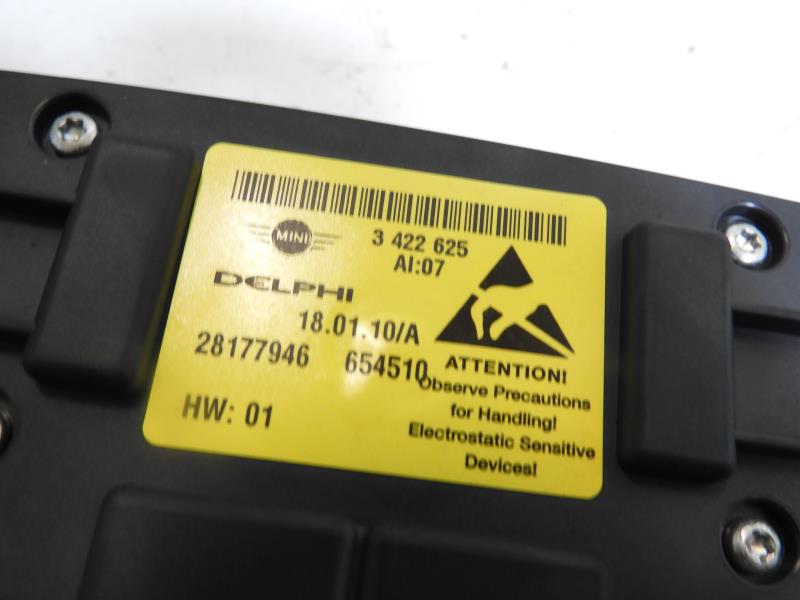 MINI
3 422 625
AI:07
DELPHI
18.01.10/A
28177946 654510
HW: 01
ATTENTION!
Observe Precautions
for Handling!
Electrostatic Sensitive
Devices!